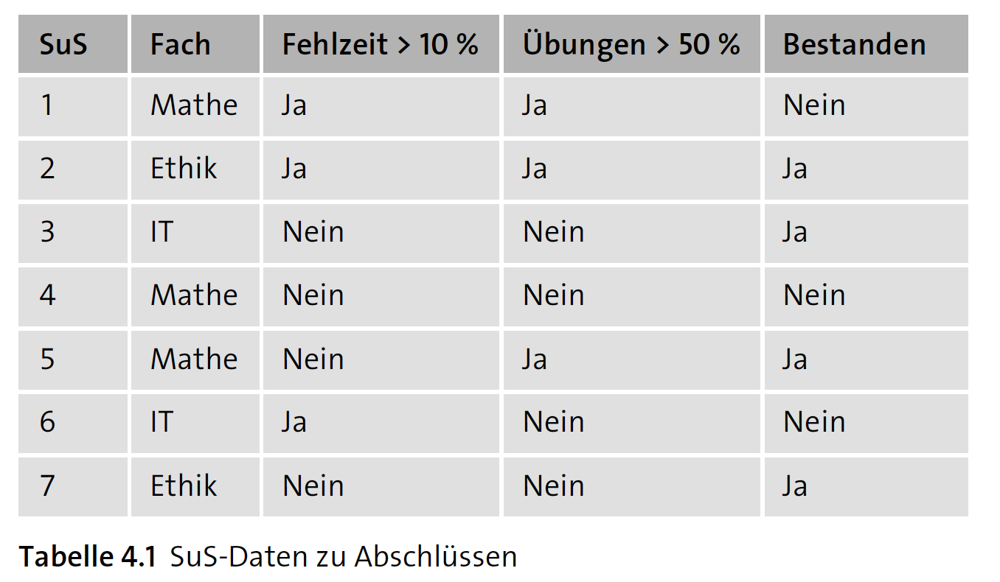 SuS Fach Fehlzeit > 10 % Übungen > 50 % Bestanden
1 Mathe Ja Ja Nein
2 Ethik Ja Ja Ja
3 IT Nein Nein Ja
4 Mathe Nein Nein Nein
5 Mathe Nein Ja Ja
6 IT Ja Nein Nein
7 Ethik Nein Nein Ja
Tabelle 4.1 SuS-Daten zu Abschlüssen